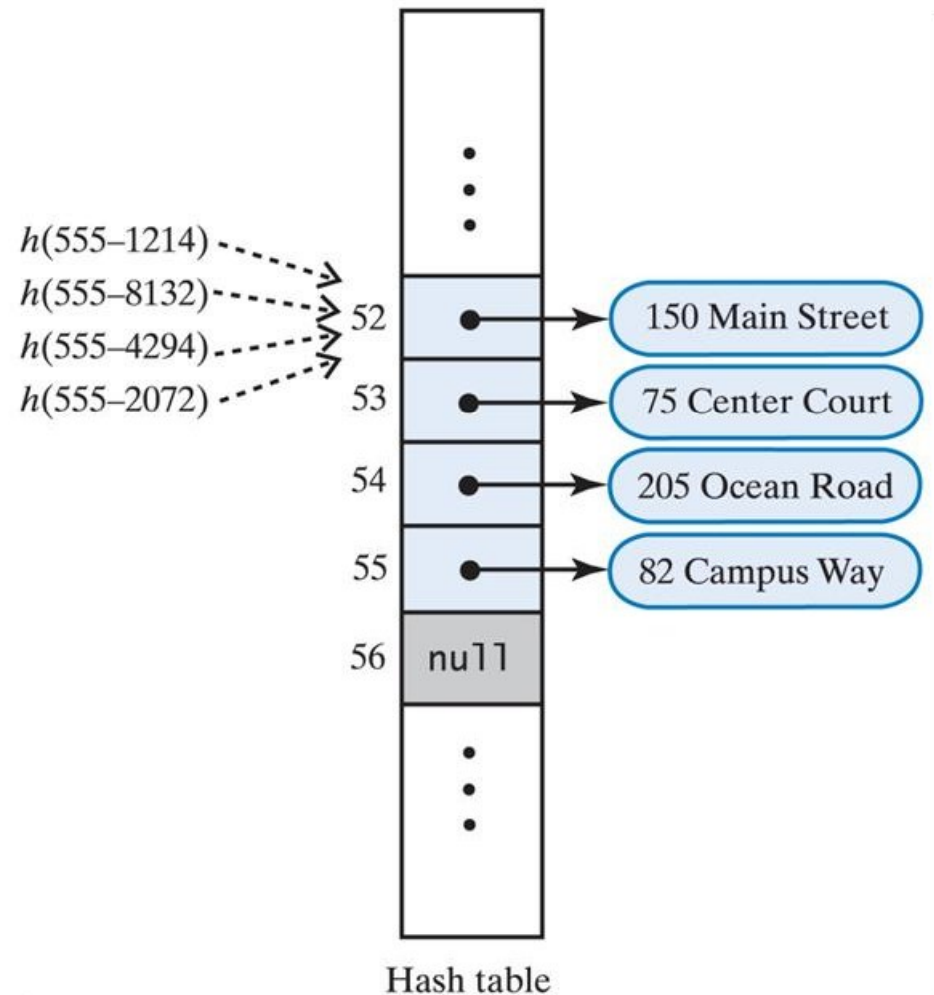 h(555–1214)
h(555–8132)
h(555–4294)
h(555–2072)
52
150 Main Street
53
75 Center Court
54
205 Ocean Road
55
82 Campus Way
56
null
Hash table